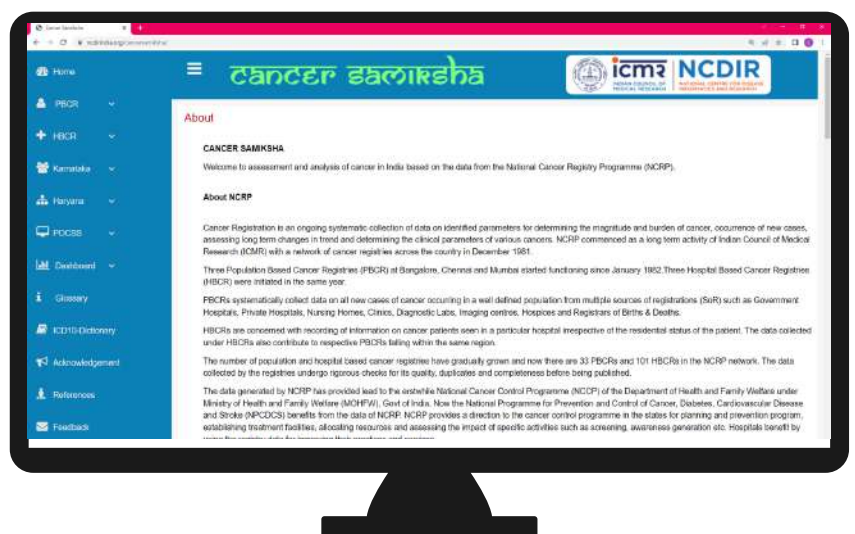 Cancer Samiksha
cancer samiksha
icmr
INDIAN COUNCIL OF
MEDICAL RESEARCH
NCDIR
NATIONAL CENTRE FOR DISEASE
INFORMATICS AND RESEARCH
Home
PBCR
HBCR
Karnataka
Haryana
POCSS
Dashboard
Glossary
ICD10-Dictionary
Acknowledgement
References
Feedback
About
CANCER SAMIKSHA
Welcome to assessment and analysis of cancer in India based on the data from the National Cancer Registry Programme (NCRP).
About NCRP
Cancer Registration is an ongoing systematic collection of data on identified parameters for determining the magnitude and burden of cancer, occurrence of new cases,
assessing long term changes in trend and determining the clinical parameters of various cancers. NCRP commenced as a long term activity of Indian Council of Medical
Research (ICMR) with a network of cancer registries across the country in December 1981.
Three Population Based Cancer Registries (PBCR) at Bangalore, Chennai and Mumbai started functioning since January 1982.Three Hospital Based Cancer Registries
(HBCR) were initiated in the same year.
PBCRs systematically collect data on all new cases of cancer occurring in a well defined population from multiple sources of registrations (SoR) such as Government
Hospitals, Private Hospitals, Nursing Homes, Clinics, Diagnostic Labs, Imaging centres, Hospices and Registrars of Births & Deaths.
HBCRs are concerned with recording of information on cancer patients seen in a particular hospital irrespective of the residential status of the patient. The data collected
under HBCRs also contribute to respective PBCRs falling within the same region.
The number of population and hospital based cancer registries have gradually grown and now there are 33 PBCRs and 101 HBCRs in the NCRP network. The data
collected by the registries undergo rigorous checks for its quality, duplicates and completeness before being published.
The data generated by NCRP has provided lead to the erstwhile National Cancer Control Programme (NCCP) of the Department of Health and Family Welfare under
Ministry of Health and Family Welfare (MOHFW), Govt of India. Now the National Programme for Prevention and Control of Cancer, Diabetes, Cardiovascular Disease
and Stroke (NPCDCS) benefits from the data of NCRP. NCRP provides a direction to the cancer control programme in the states for planning and prevention program,
establishing treatment facilities, allocating resources and assessing the impact of specific activities such as screening, awareness generation etc. Hospitals benefit by